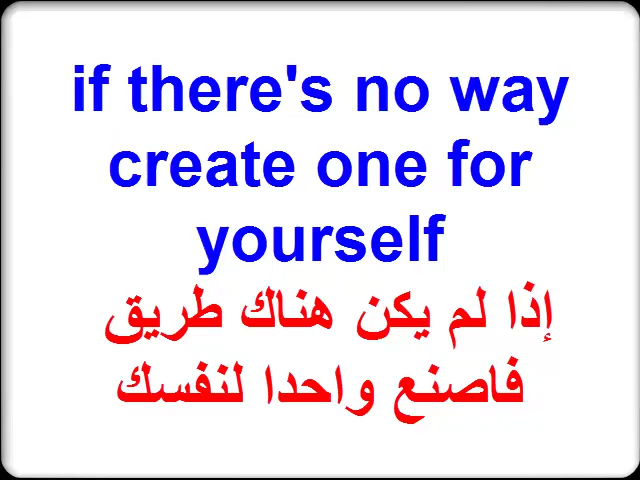 if there's no way
create one for
yourself
إذا لم يكن هناك طريق
فاصنع واحدا لنفسك